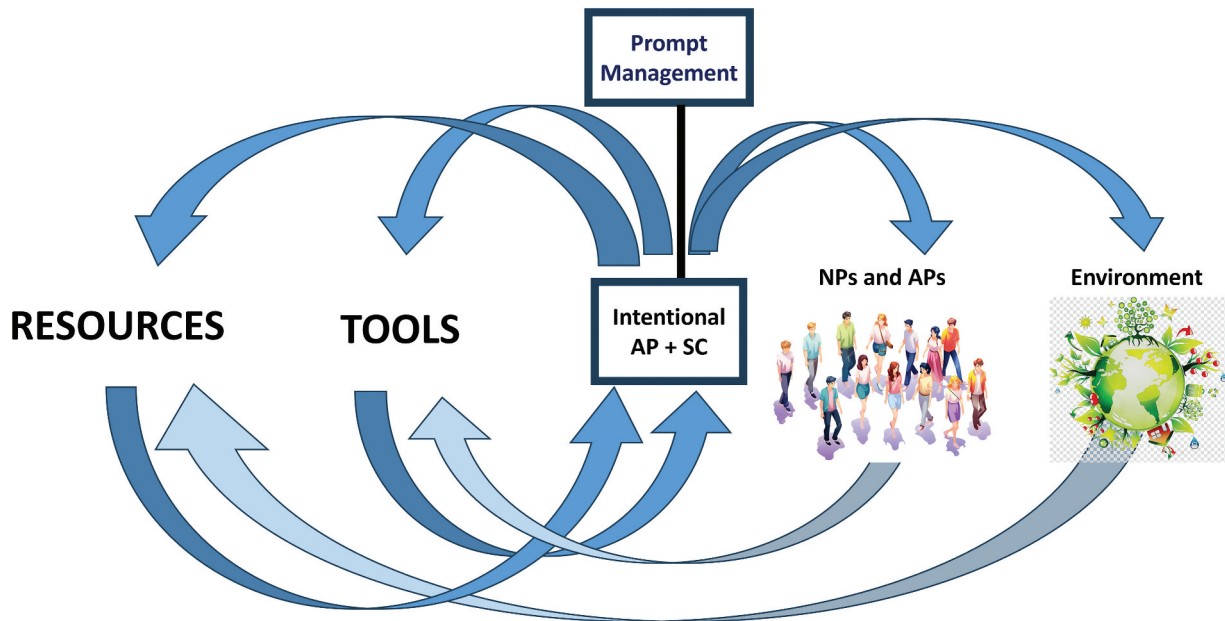 Prompt
Management
NPs and APs
Environment
RESOURCES
TOOLS
Intentional
AP + SC